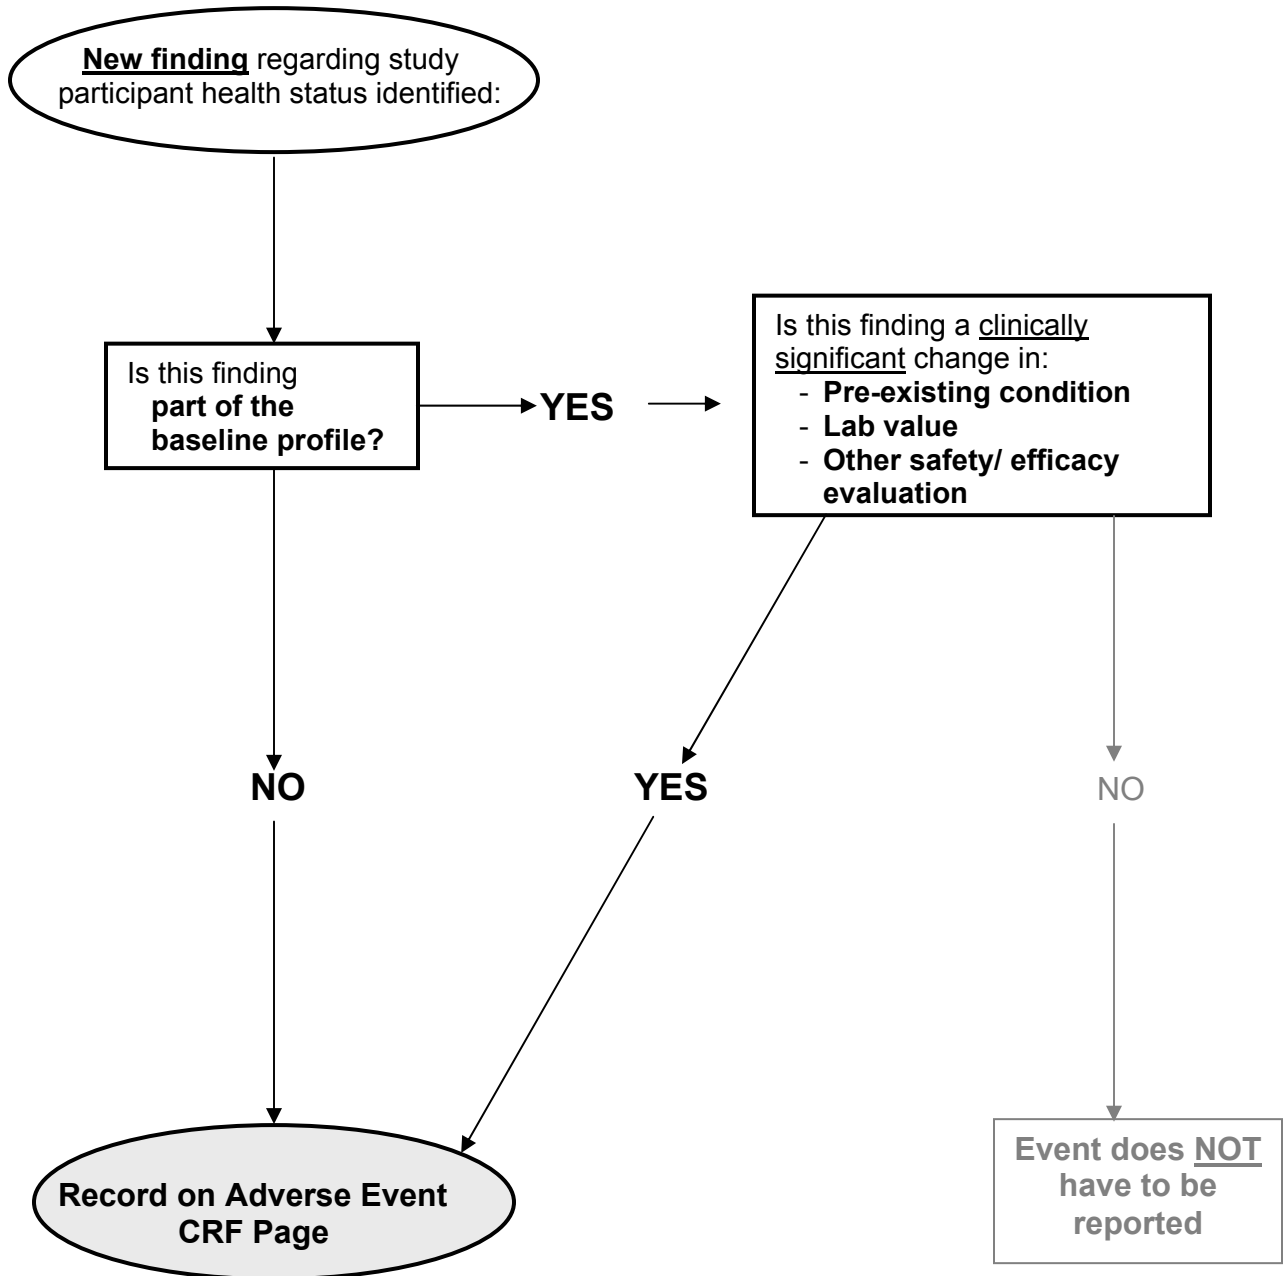 New finding regarding study
participant health status identified:
Is this finding
part of the
baseline profile?
YES
Is this finding a clinically
significant change in:
- Pre-existing condition
- Lab value
- Other safety/ efficacy
evaluation
NO
YES
NO
Record on Adverse Event
CRF Page
Event does NOT
have to be
reported